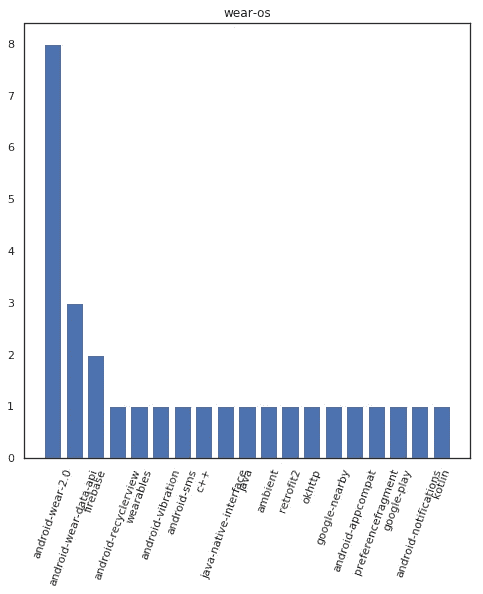 wear-os
8
7
6
5
4
3
2
1
0
android-wear-2.0
android-wear-data-api
firebase
android-recyclerview
wearables
android-vibration
android-sms
c++
java-native-interface
java
ambient
retrofit2
okhttp
google-nearby
android-appcompat
preferencefragment
google-play
android-notifications
kotlin